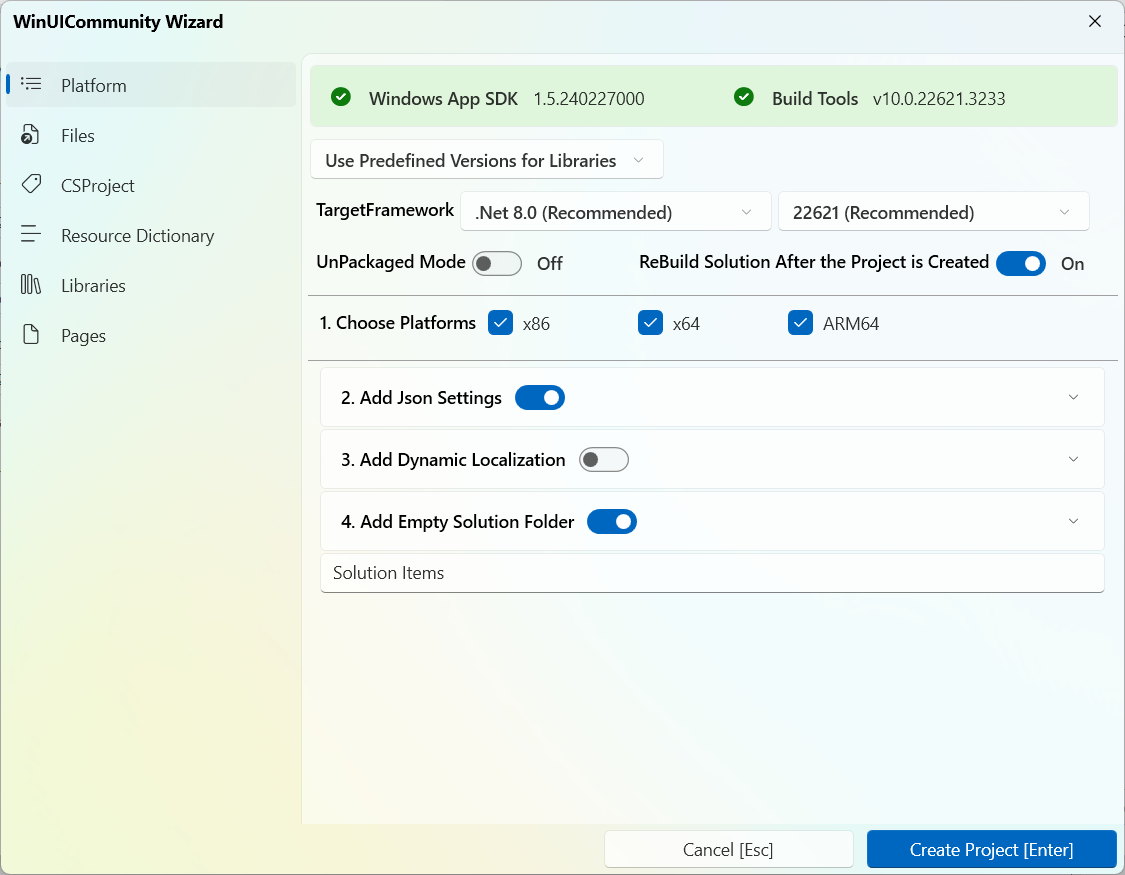 WinUICommunity Wizard
Platform
Files
CSProject
Resource Dictionary
Libraries
Pages
Windows App SDK 1.5.240227000 Build Tools v10.0.22621.3233
Use Predefined Versions for Libraries
TargetFramework .Net 8.0 (Recommended) 22621 (Recommended)
UnPackaged Mode Off ReBuild Solution After the Project is Created On
1. Choose Platforms x86 x64 ARM64
2. Add Json Settings
3. Add Dynamic Localization
4. Add Empty Solution Folder
Solution Items
Cancel [Esc] Create Project [Enter]